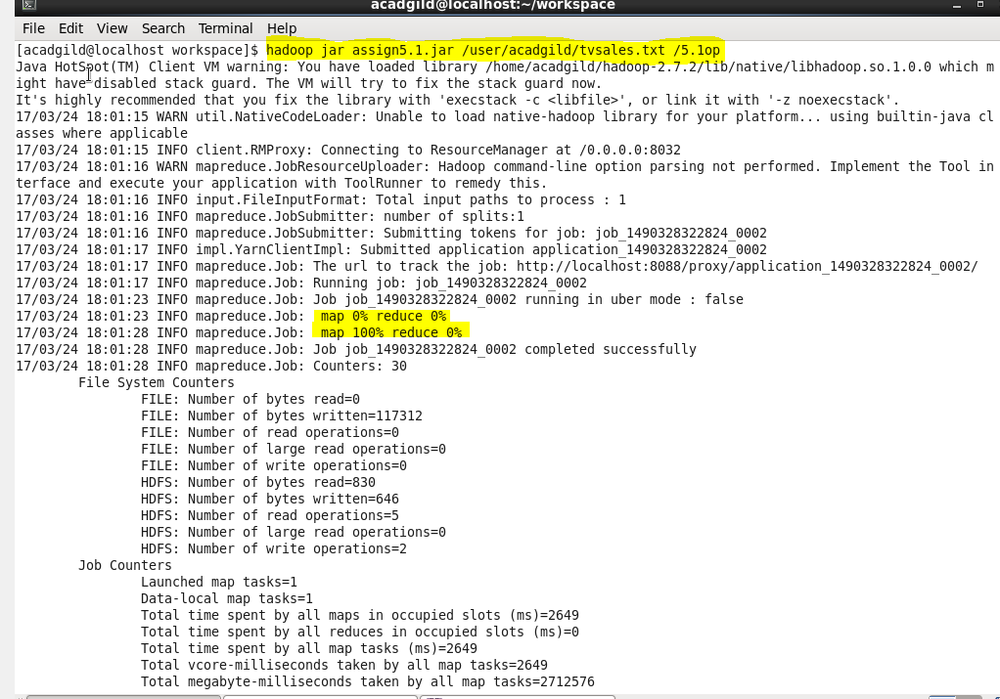 acadgild@localhost:~/workspace
File Edit View Search Terminal Help
[acadgild@localhost workspace]$ hadoop jar assign5.1.jar /user/acadgild/tvsales.txt /5.1op
Java HotSpot(TM) Client VM warning: You have loaded library /home/acadgild/hadoop-2.7.2/lib/native/libhadoop.so.1.0.0 which m
ight have disabled stack guard. The VM will try to fix the stack guard now.
It's highly recommended that you fix the library with 'execstack -c <libfile>', or link it with '-z noexecstack'.
17/03/24 18:01:15 WARN util.NativeCodeLoader: Unable to load native-hadoop library for your platform... using builtin-java cl
asses where applicable
17/03/24 18:01:15 INFO client.RMProxy: Connecting to ResourceManager at /0.0.0.0:8032
17/03/24 18:01:16 WARN mapreduce.JobResourceUploader: Hadoop command-line option parsing not performed. Implement the Tool in
terface and execute your application with ToolRunner to remedy this.
17/03/24 18:01:16 INFO input.FileInputFormat: Total input paths to process : 1
17/03/24 18:01:16 INFO mapreduce.JobSubmitter: number of splits:1
17/03/24 18:01:16 INFO mapreduce.JobSubmitter: Submitting tokens for job: job_1490328322824_0002
17/03/24 18:01:17 INFO impl.YarnClientImpl: Submitted application application_1490328322824_0002
17/03/24 18:01:17 INFO mapreduce.Job: The url to track the job: http://localhost:8088/proxy/application_1490328322824_0002/
17/03/24 18:01:17 INFO mapreduce.Job: Running job: job_1490328322824_0002
17/03/24 18:01:23 INFO mapreduce.Job: Job job_1490328322824_0002 running in uber mode : false
17/03/24 18:01:23 INFO mapreduce.Job:  map 0% reduce 0%
17/03/24 18:01:28 INFO mapreduce.Job:  map 100% reduce 0%
17/03/24 18:01:28 INFO mapreduce.Job: Job job_1490328322824_0002 completed successfully
17/03/24 18:01:28 INFO mapreduce.Job: Counters: 30
File System Counters
FILE: Number of bytes read=0
FILE: Number of bytes written=117312
FILE: Number of read operations=0
FILE: Number of large read operations=0
FILE: Number of write operations=0
HDFS: Number of bytes read=830
HDFS: Number of bytes written=646
HDFS: Number of read operations=5
HDFS: Number of large read operations=0
HDFS: Number of write operations=2
Job Counters
Launched map tasks=1
Data-local map tasks=1
Total time spent by all maps in occupied slots (ms)=2649
Total time spent by all reduces in occupied slots (ms)=0
Total time spent by all map tasks (ms)=2649
Total vcore-milliseconds taken by all map tasks=2649
Total megabyte-milliseconds taken by all map tasks=2712576